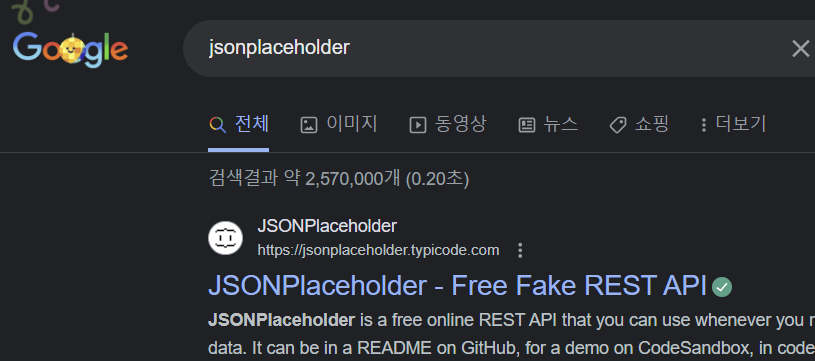 Google
jsonplaceholder
전체 이미지 동영상 뉴스 쇼핑 더보기
검색결과 약 2,570,000개 (0.20초)
JSONPlaceholder
https://jsonplaceholder.typicode.com
JSONPlaceholder - Free Fake REST API
JSONPlaceholder is a free online REST API that you can use whenever you
data. It can be in a README on GitHub, for a demo on CodeSandbox, in code